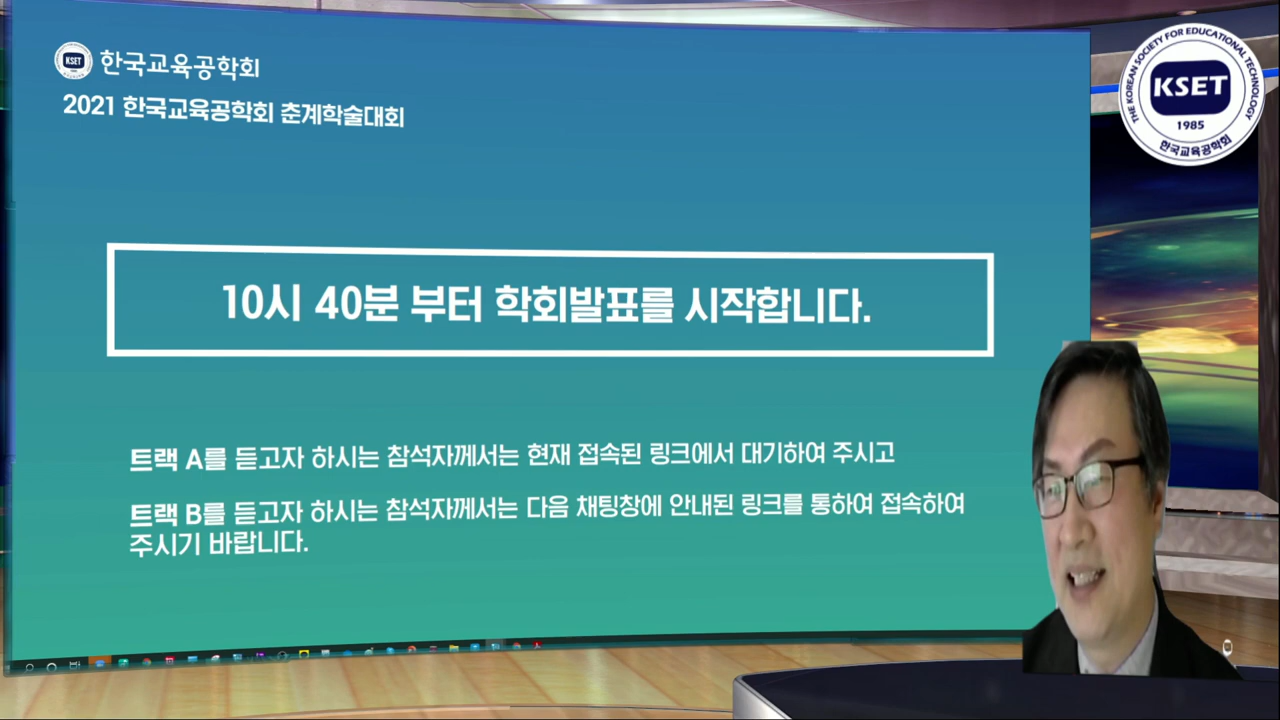 KSET 한국교육공학회
2021 한국교육공학회 춘계학술대회
10시 40분 부터 학회발표를 시작합니다.
트랙 A를 듣고자 하시는 참석자께서는 현재 접속된 링크에서 대기하여 주시고
트랙 B를 듣고자 하시는 참석자께서는 다음 채팅창에 안내된 링크를 통하여 접속하여
주시기 바랍니다.
THE KOREAN SOCIETY FOR EDUCATIONAL TECHNOLOGY
KSET
1985
한국교육공학회